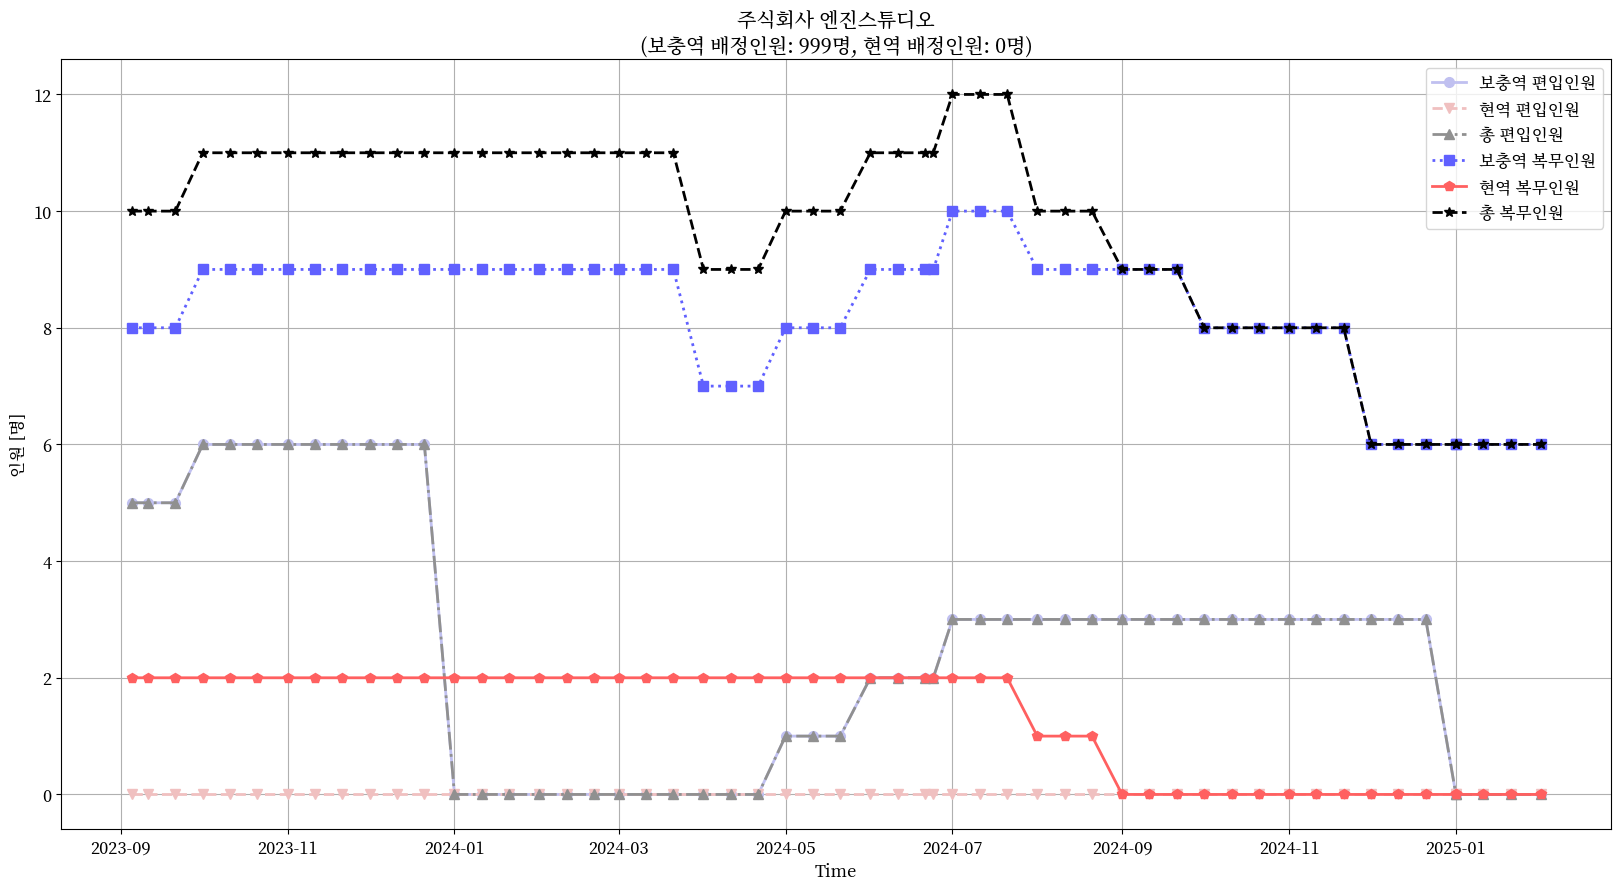 주식회사 엔진스튜디오
(보충역 배정인원: 999명, 현역 배정인원: 0명)
보충역 편입인원
현역 편입인원
총 편입인원
보충역 복무인원
현역 복무인원
총 복무인원
인원 [명]
12
10
8
6
4
2
0
2023-09
2023-11
2024-01
2024-03
2024-05
2024-07
2024-09
2024-11
2025-01
Time